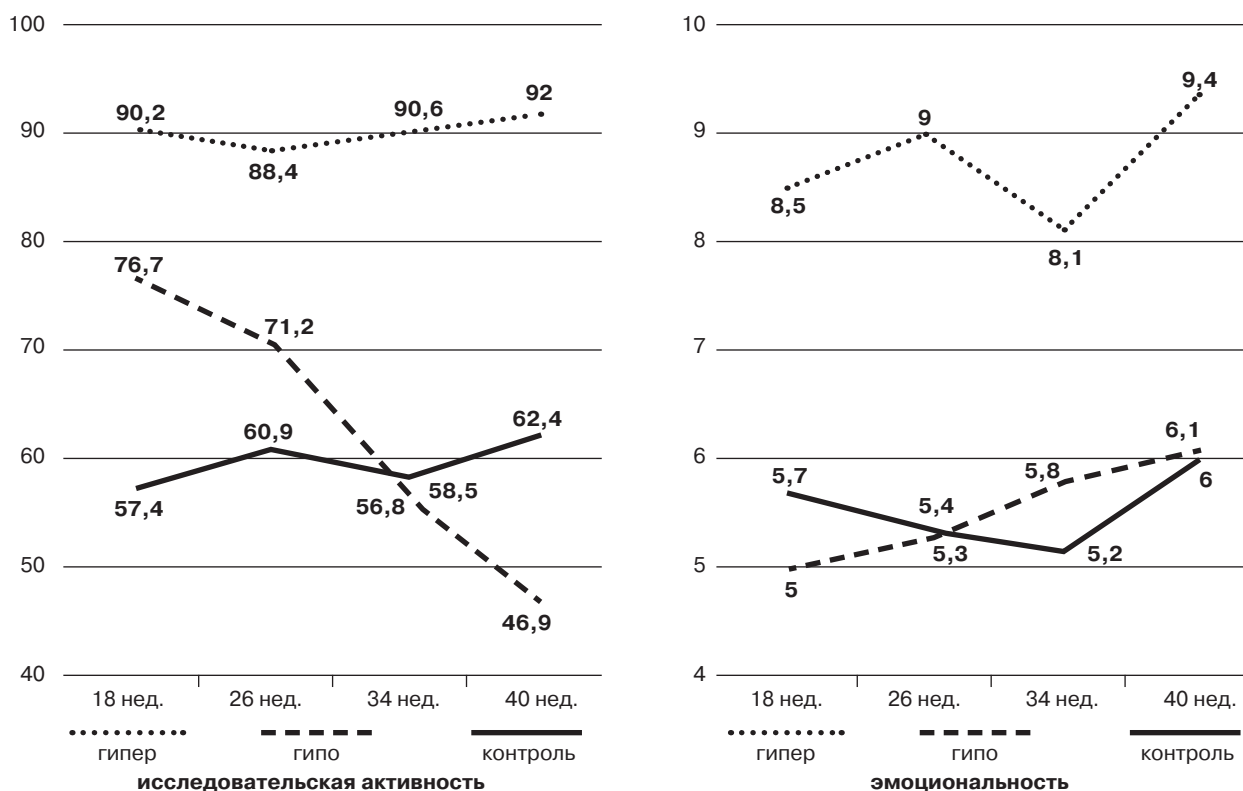 100
90,2
90,6
92
90
88,4
80
76,7
71,2
70
60,9
62,4
60
57,4
56,8
58,5
50
46,9
40
18 нед.
26 нед.
34 нед.
40 нед.
гипер
гипо
контроль
исследовательская активность
10
9,4
9
9
8,5
8,1
8
7
6,1
6
5,7
5,8
6
5,4
5,3
5,2
5
5
4
18 нед.
26 нед.
34 нед.
40 нед.
гипер
гипо
контроль
эмоциональность